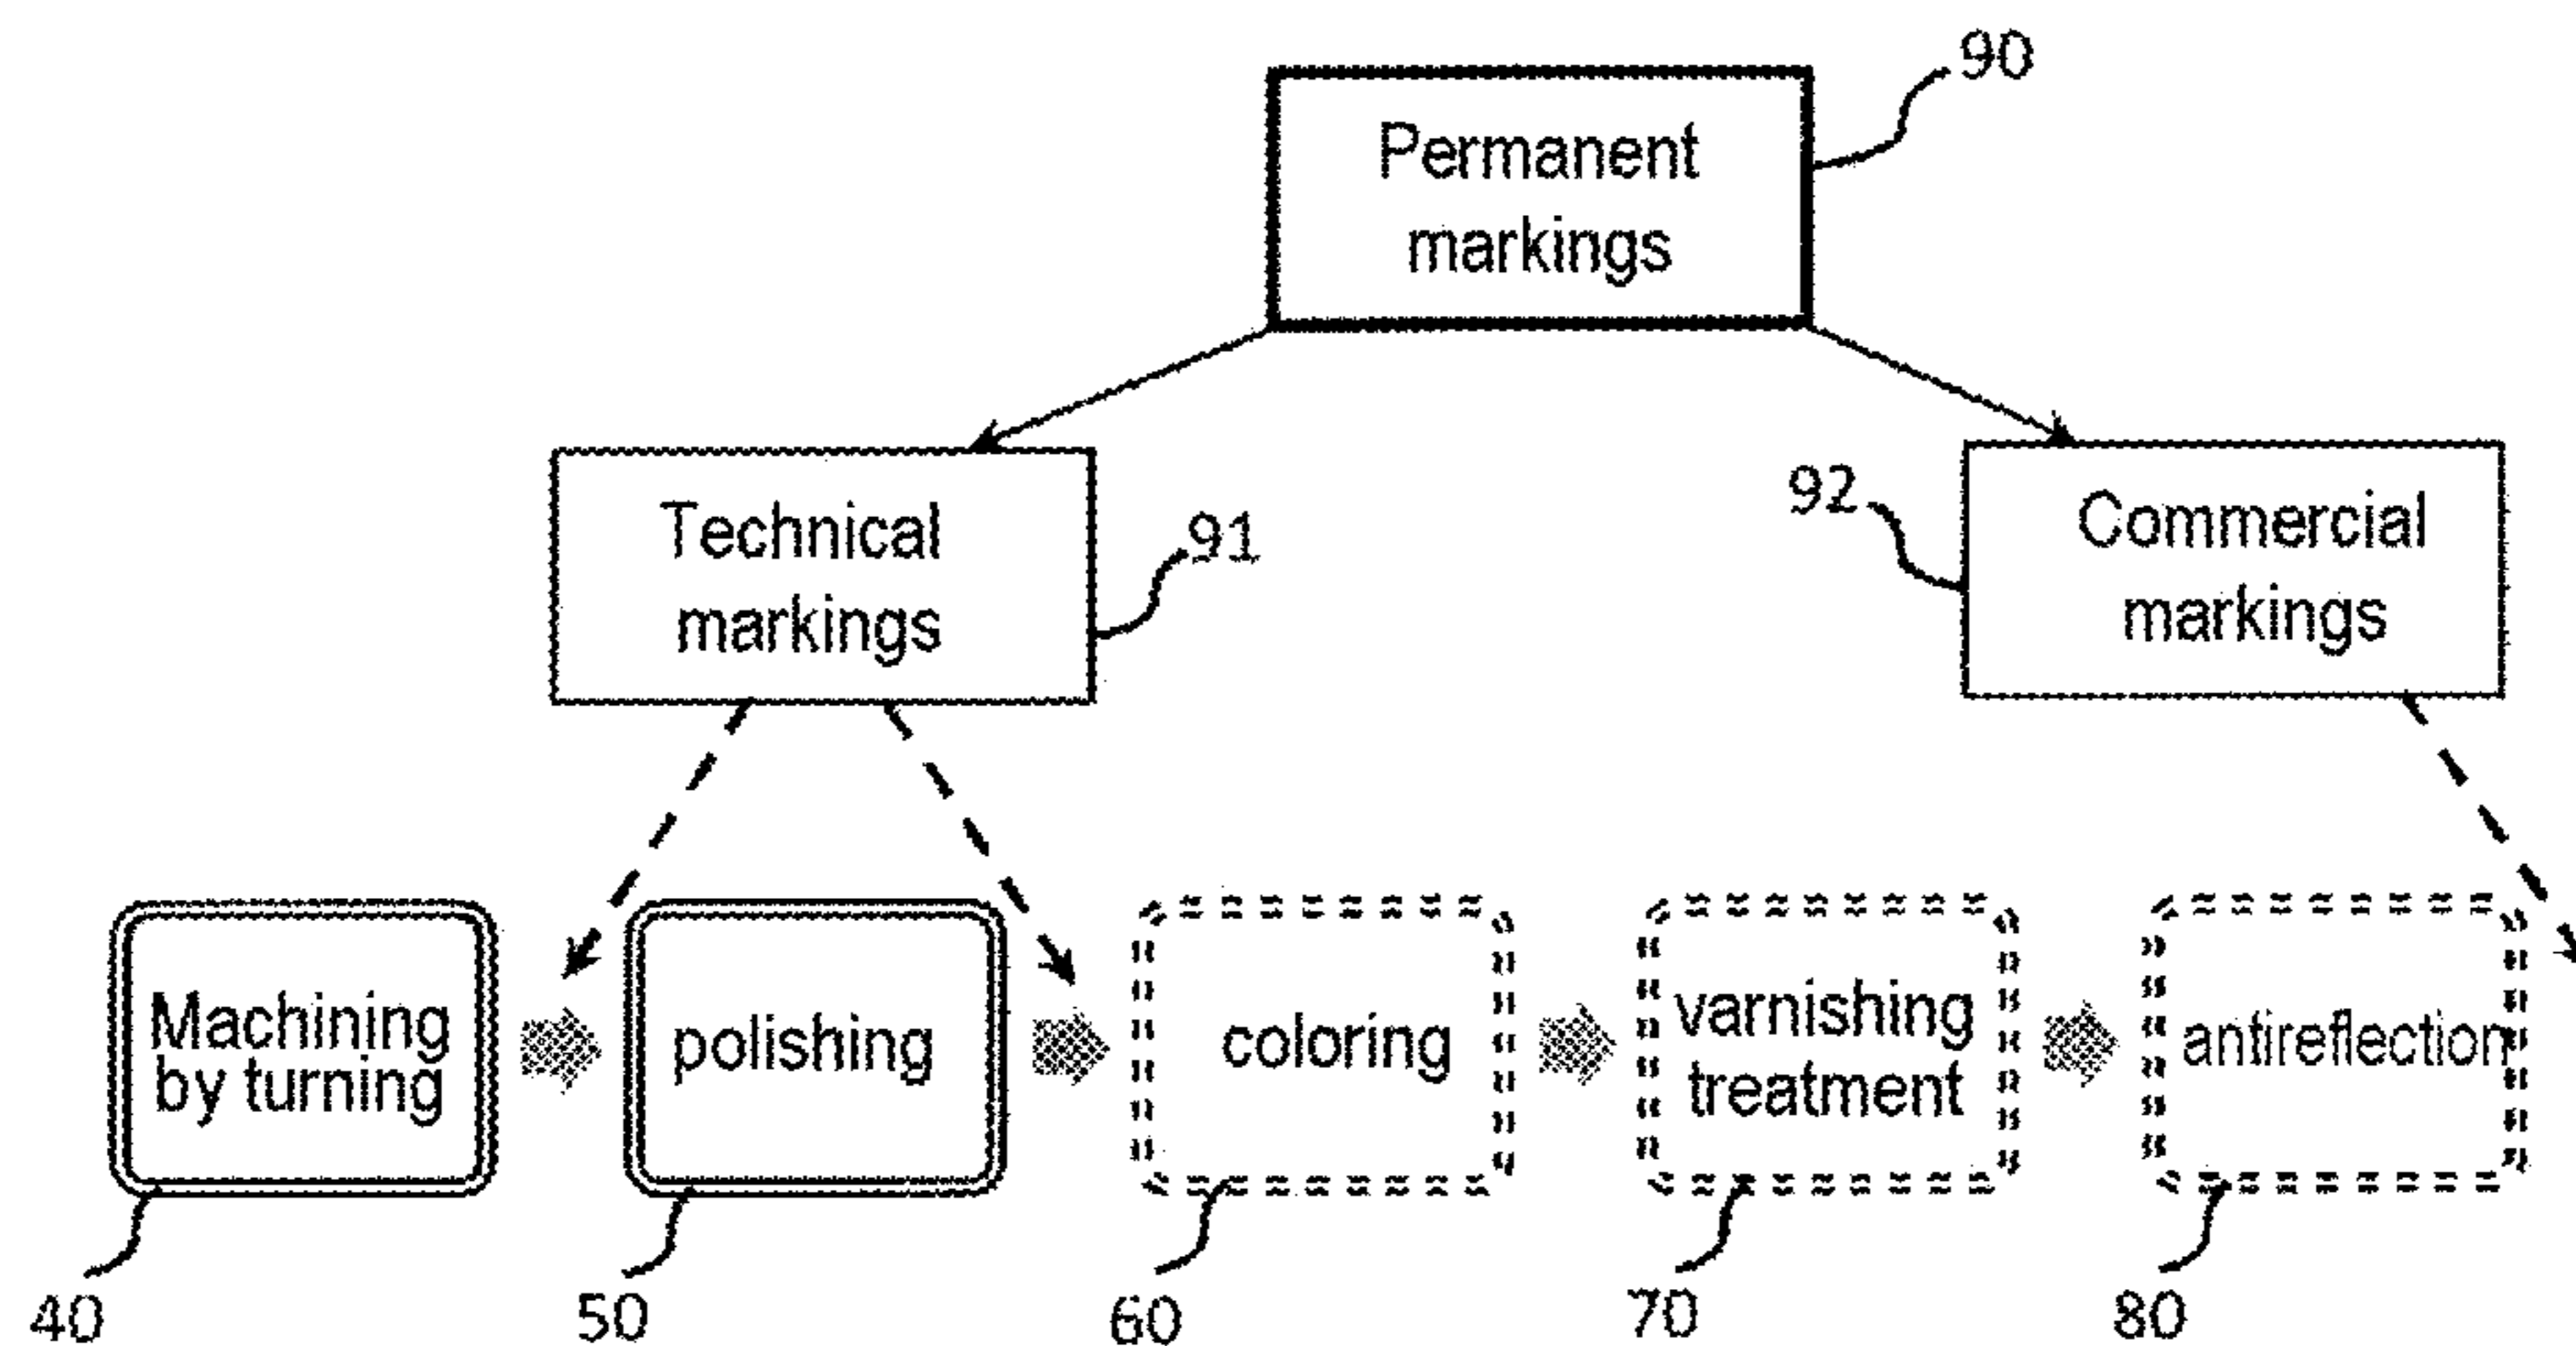 90
Permanent
markings
91
Technical
markings
92
Commercial
markings
Machining
by turning
polishing
coloring
varnishing
treatment
antireflection
40
50
60
70
80